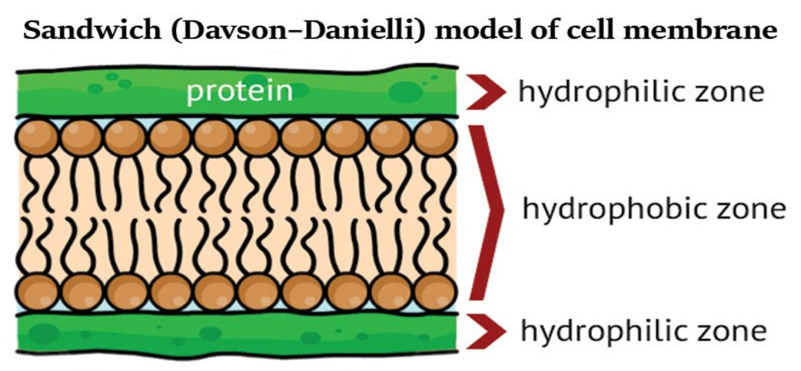 Sandwich (Davson–Danielli) model of cell membrane
protein
hydrophilic zone
hydrophobic zone
hydrophilic zone